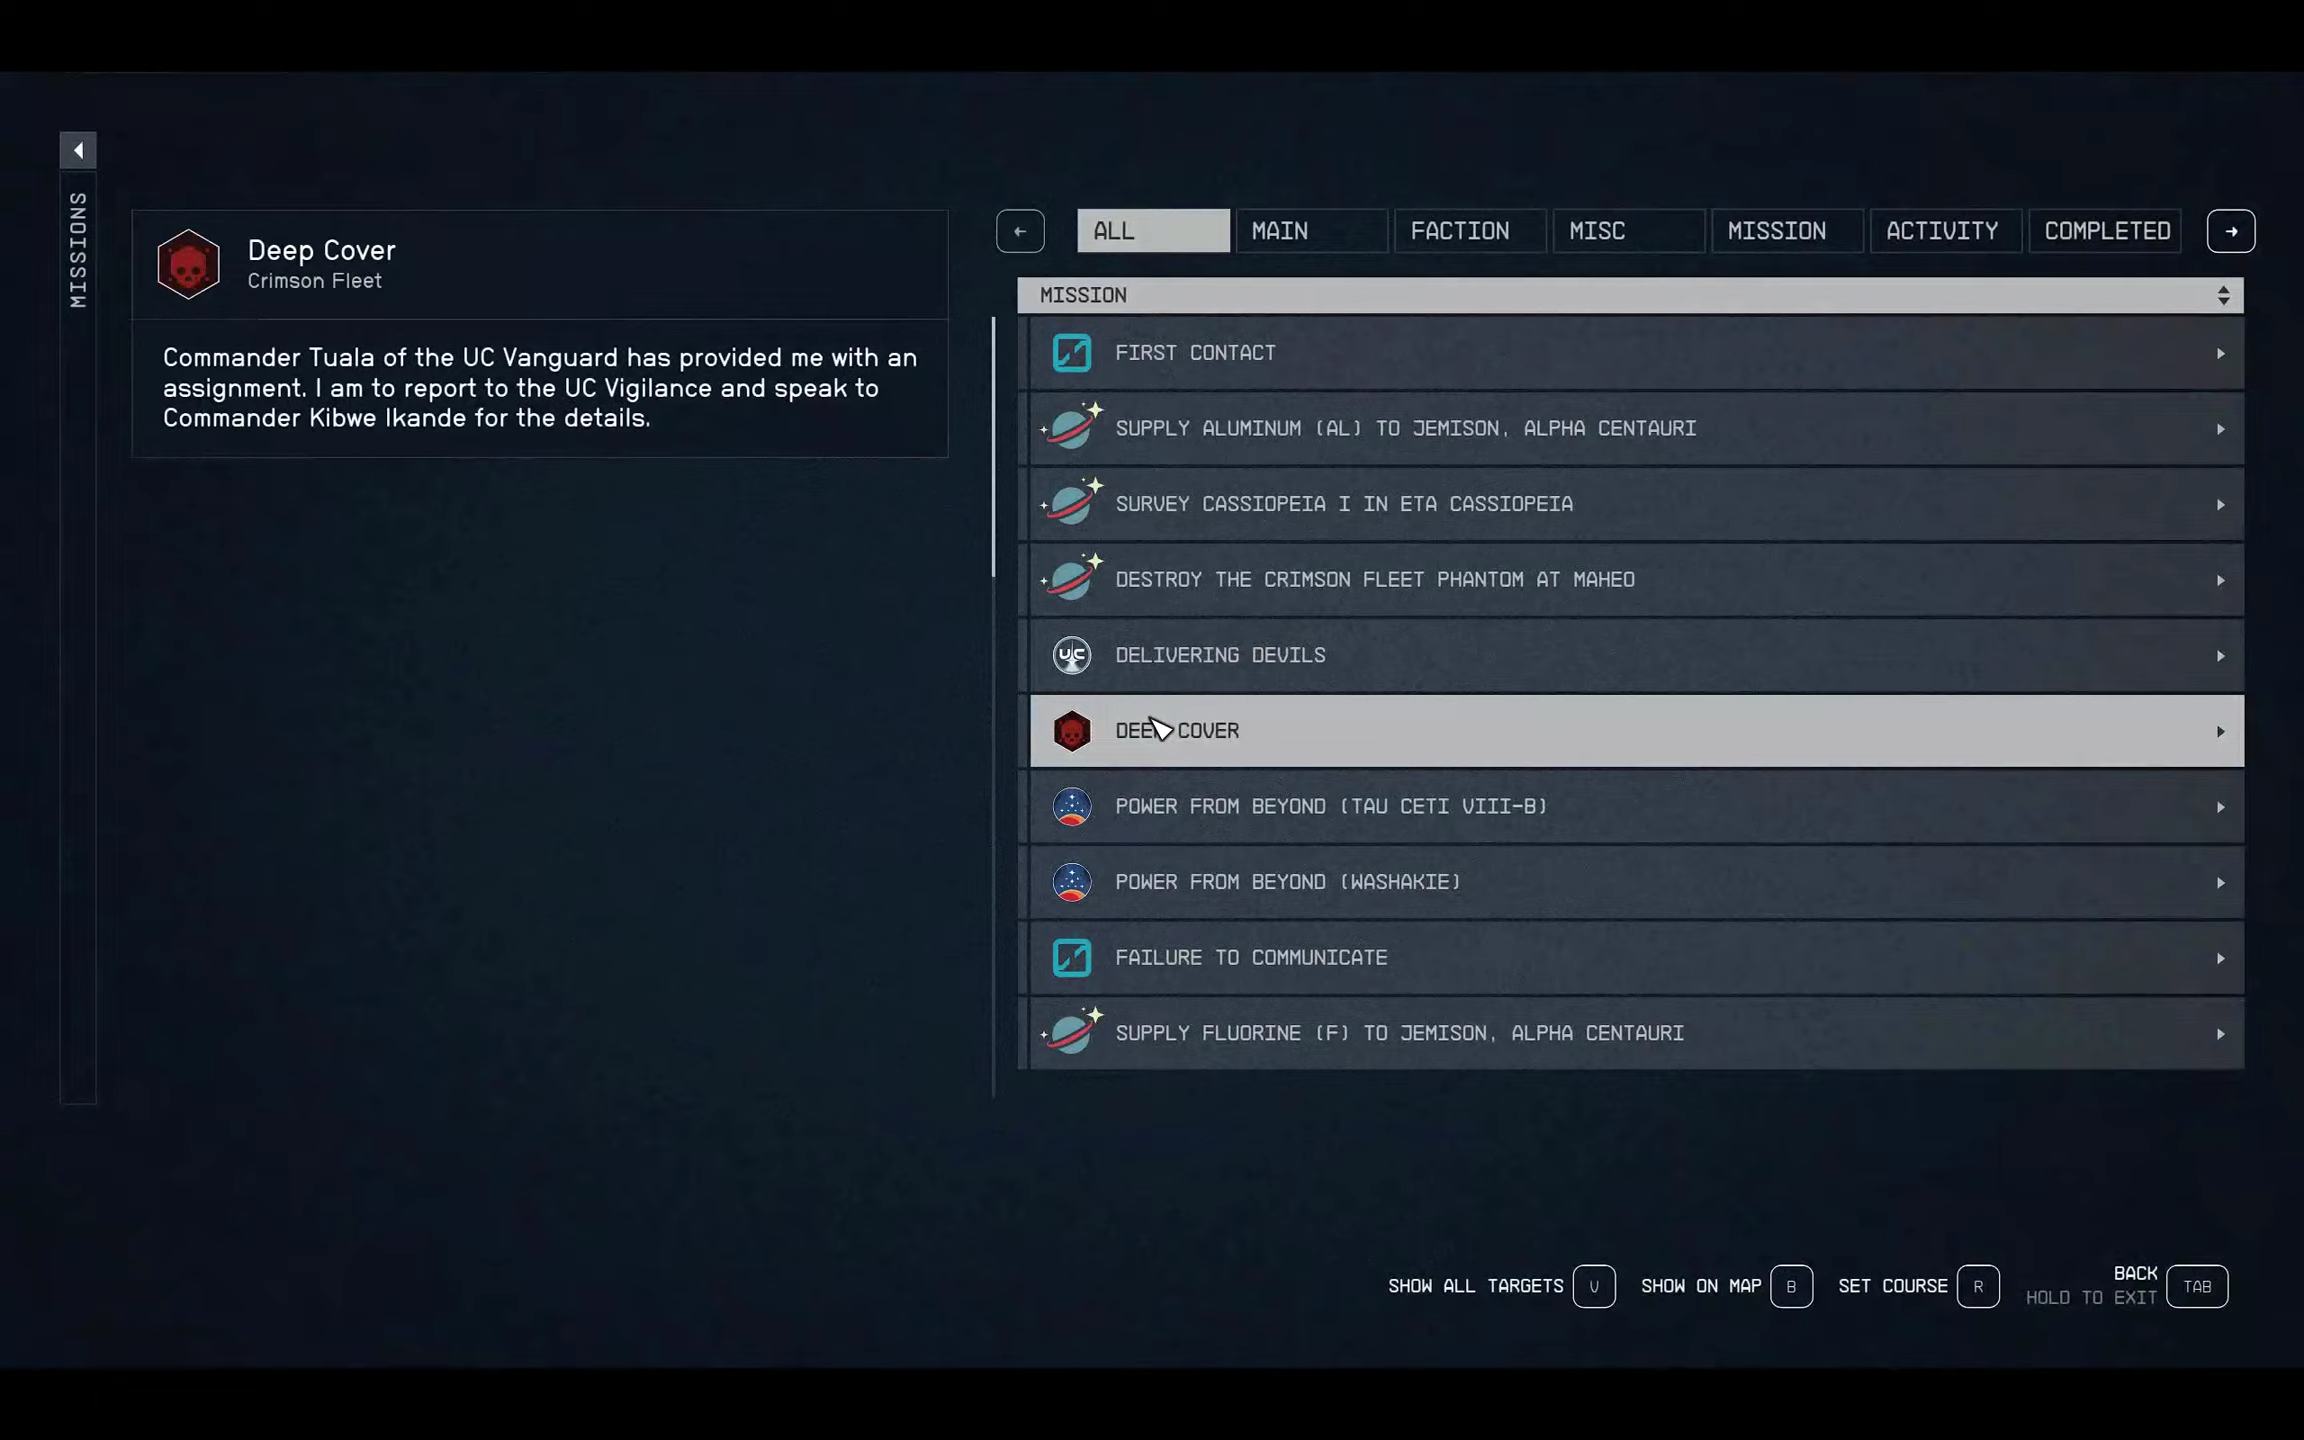 MISSIONS
Deep Cover
Crimson Fleet
Commander Tuala of the UC Vanguard has provided me with an
assignment. I am to report to the UC Vigilance and speak to
Commander Kibwe Ikande for the details.
ALL
MAIN
FACTION
MISC
MISSION
ACTIVITY
COMPLETED
MISSION
FIRST CONTACT
SUPPLY ALUMINUM (AL) TO JEMISON, ALPHA CENTAURI
SURVEY CASSIOPEIA I IN ETA CASSIOPEIA
DESTROY THE CRIMSON FLEET PHANTOM AT MAHEO
UC
DELIVERING DEVILS
DEEP COVER
POWER FROM BEYOND (TAU CETI VIII-B)
POWER FROM BEYOND (WASHAKIE)
FAILURE TO COMMUNICATE
SUPPLY FLUORINE (F) TO JEMISON, ALPHA CENTAURI
SHOW ALL TARGETS V
SHOW ON MAP B
SET COURSE R
BACK
HOLD TO EXIT
TAB